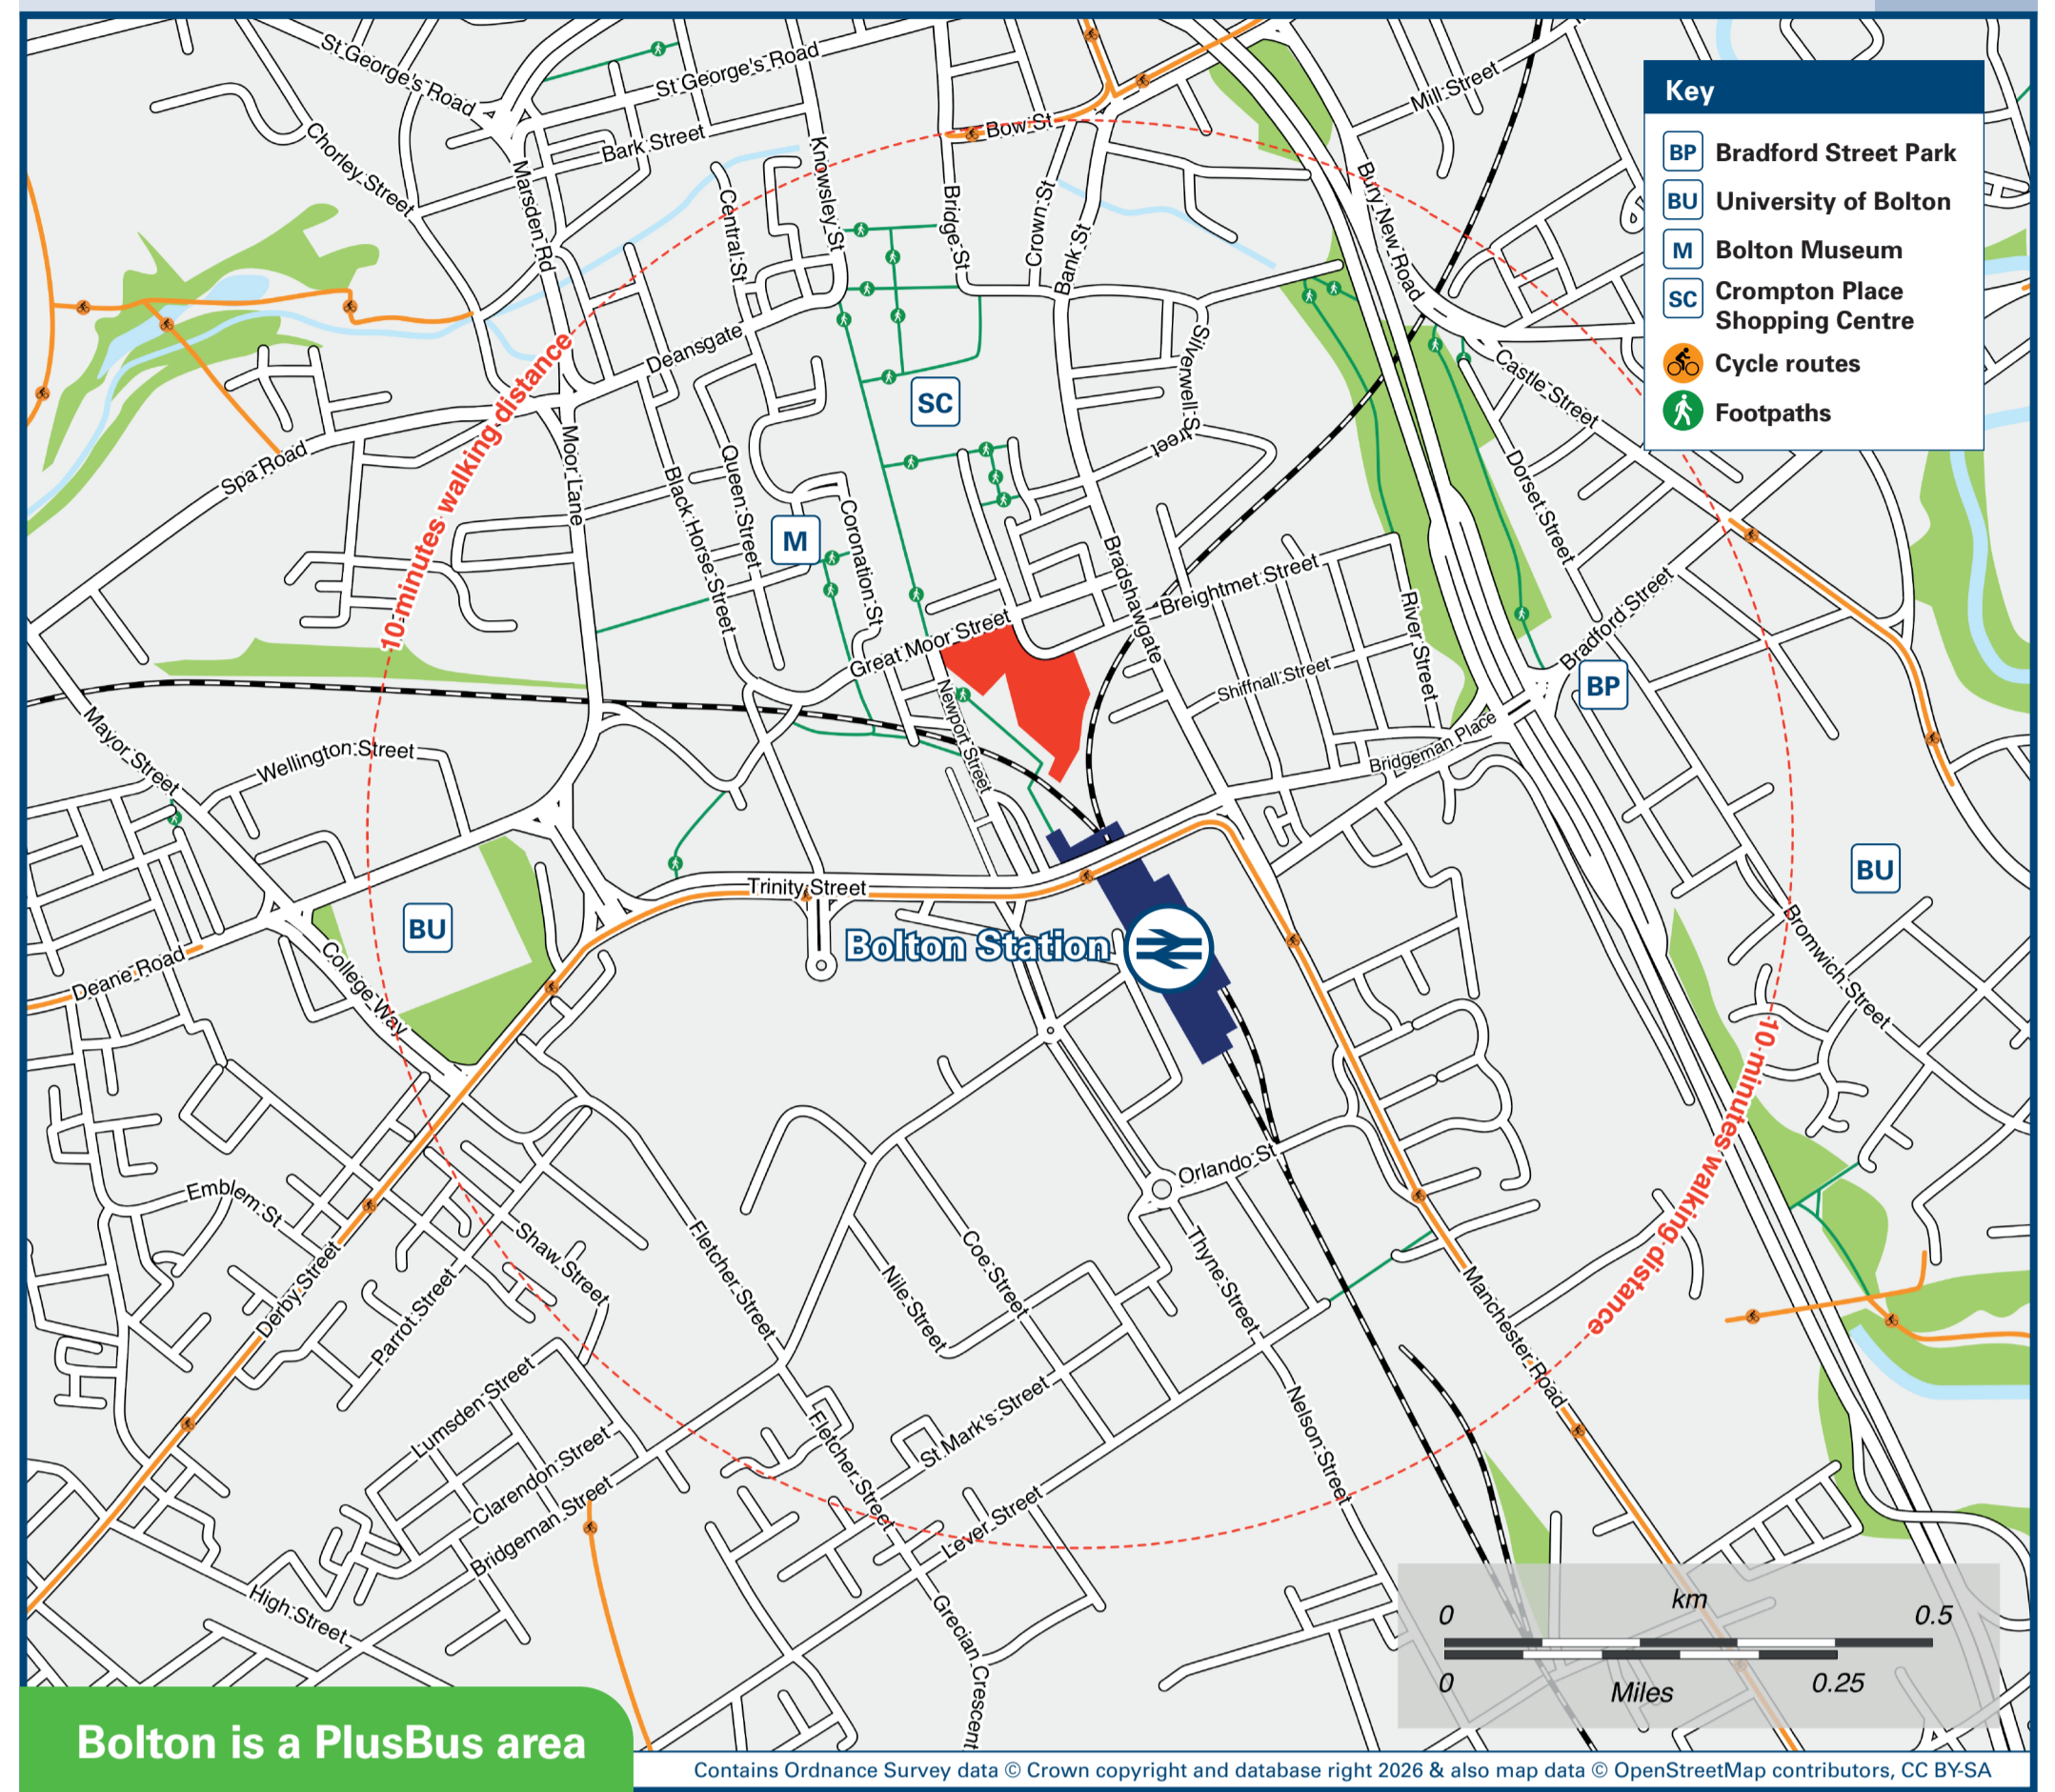 St George's Road
St George's Road
Mill Street
Key
BP Bradford Street Park
BU University of Bolton
M Bolton Museum
SC Crompton Place
Shopping Centre
Cycle routes
Footpaths
Chorley Street
Bark Street
Bow St
Marsden Rd
Knowsley St
Central St
Bridge St
Crown St
Bank St
Bury New Road
Deansgate
Silverwell Street
Castle Street
10 minutes walking distance
SC
Spa Road
Moor Lane
Black Horse Street
Queen Street
M
Coronation St
Dorset Street
Bradshawgate
Breightmet Street
River Street
Bradford Street
BP
Great Moor Street
Shiffnall Street
Newport Street
Bridgeman Place
Mayor Street
Wellington Street
Trinity Street
BU
BU
Bolton Station
Deane Road
College Way
Bromwich Street
10 minutes walking distance
Orlando St
Emblem St
Derby Street
Shaw Street
Parrot Street
Fletcher Street
Coe Street
Nile Street
Thyne Street
Manchester Road
Lumsden Street
Clarendon Street
Bridgeman Street
Fletcher Street
St Mark's Street
Nelson Street
Lever Street
High Street
Grecian Crescent
km
0 0.5
0 0.25
Miles
Bolton is a PlusBus area
Contains Ordnance Survey data © Crown copyright and database right 2026 & also map data © OpenStreetMap contributors, CC BY-SA